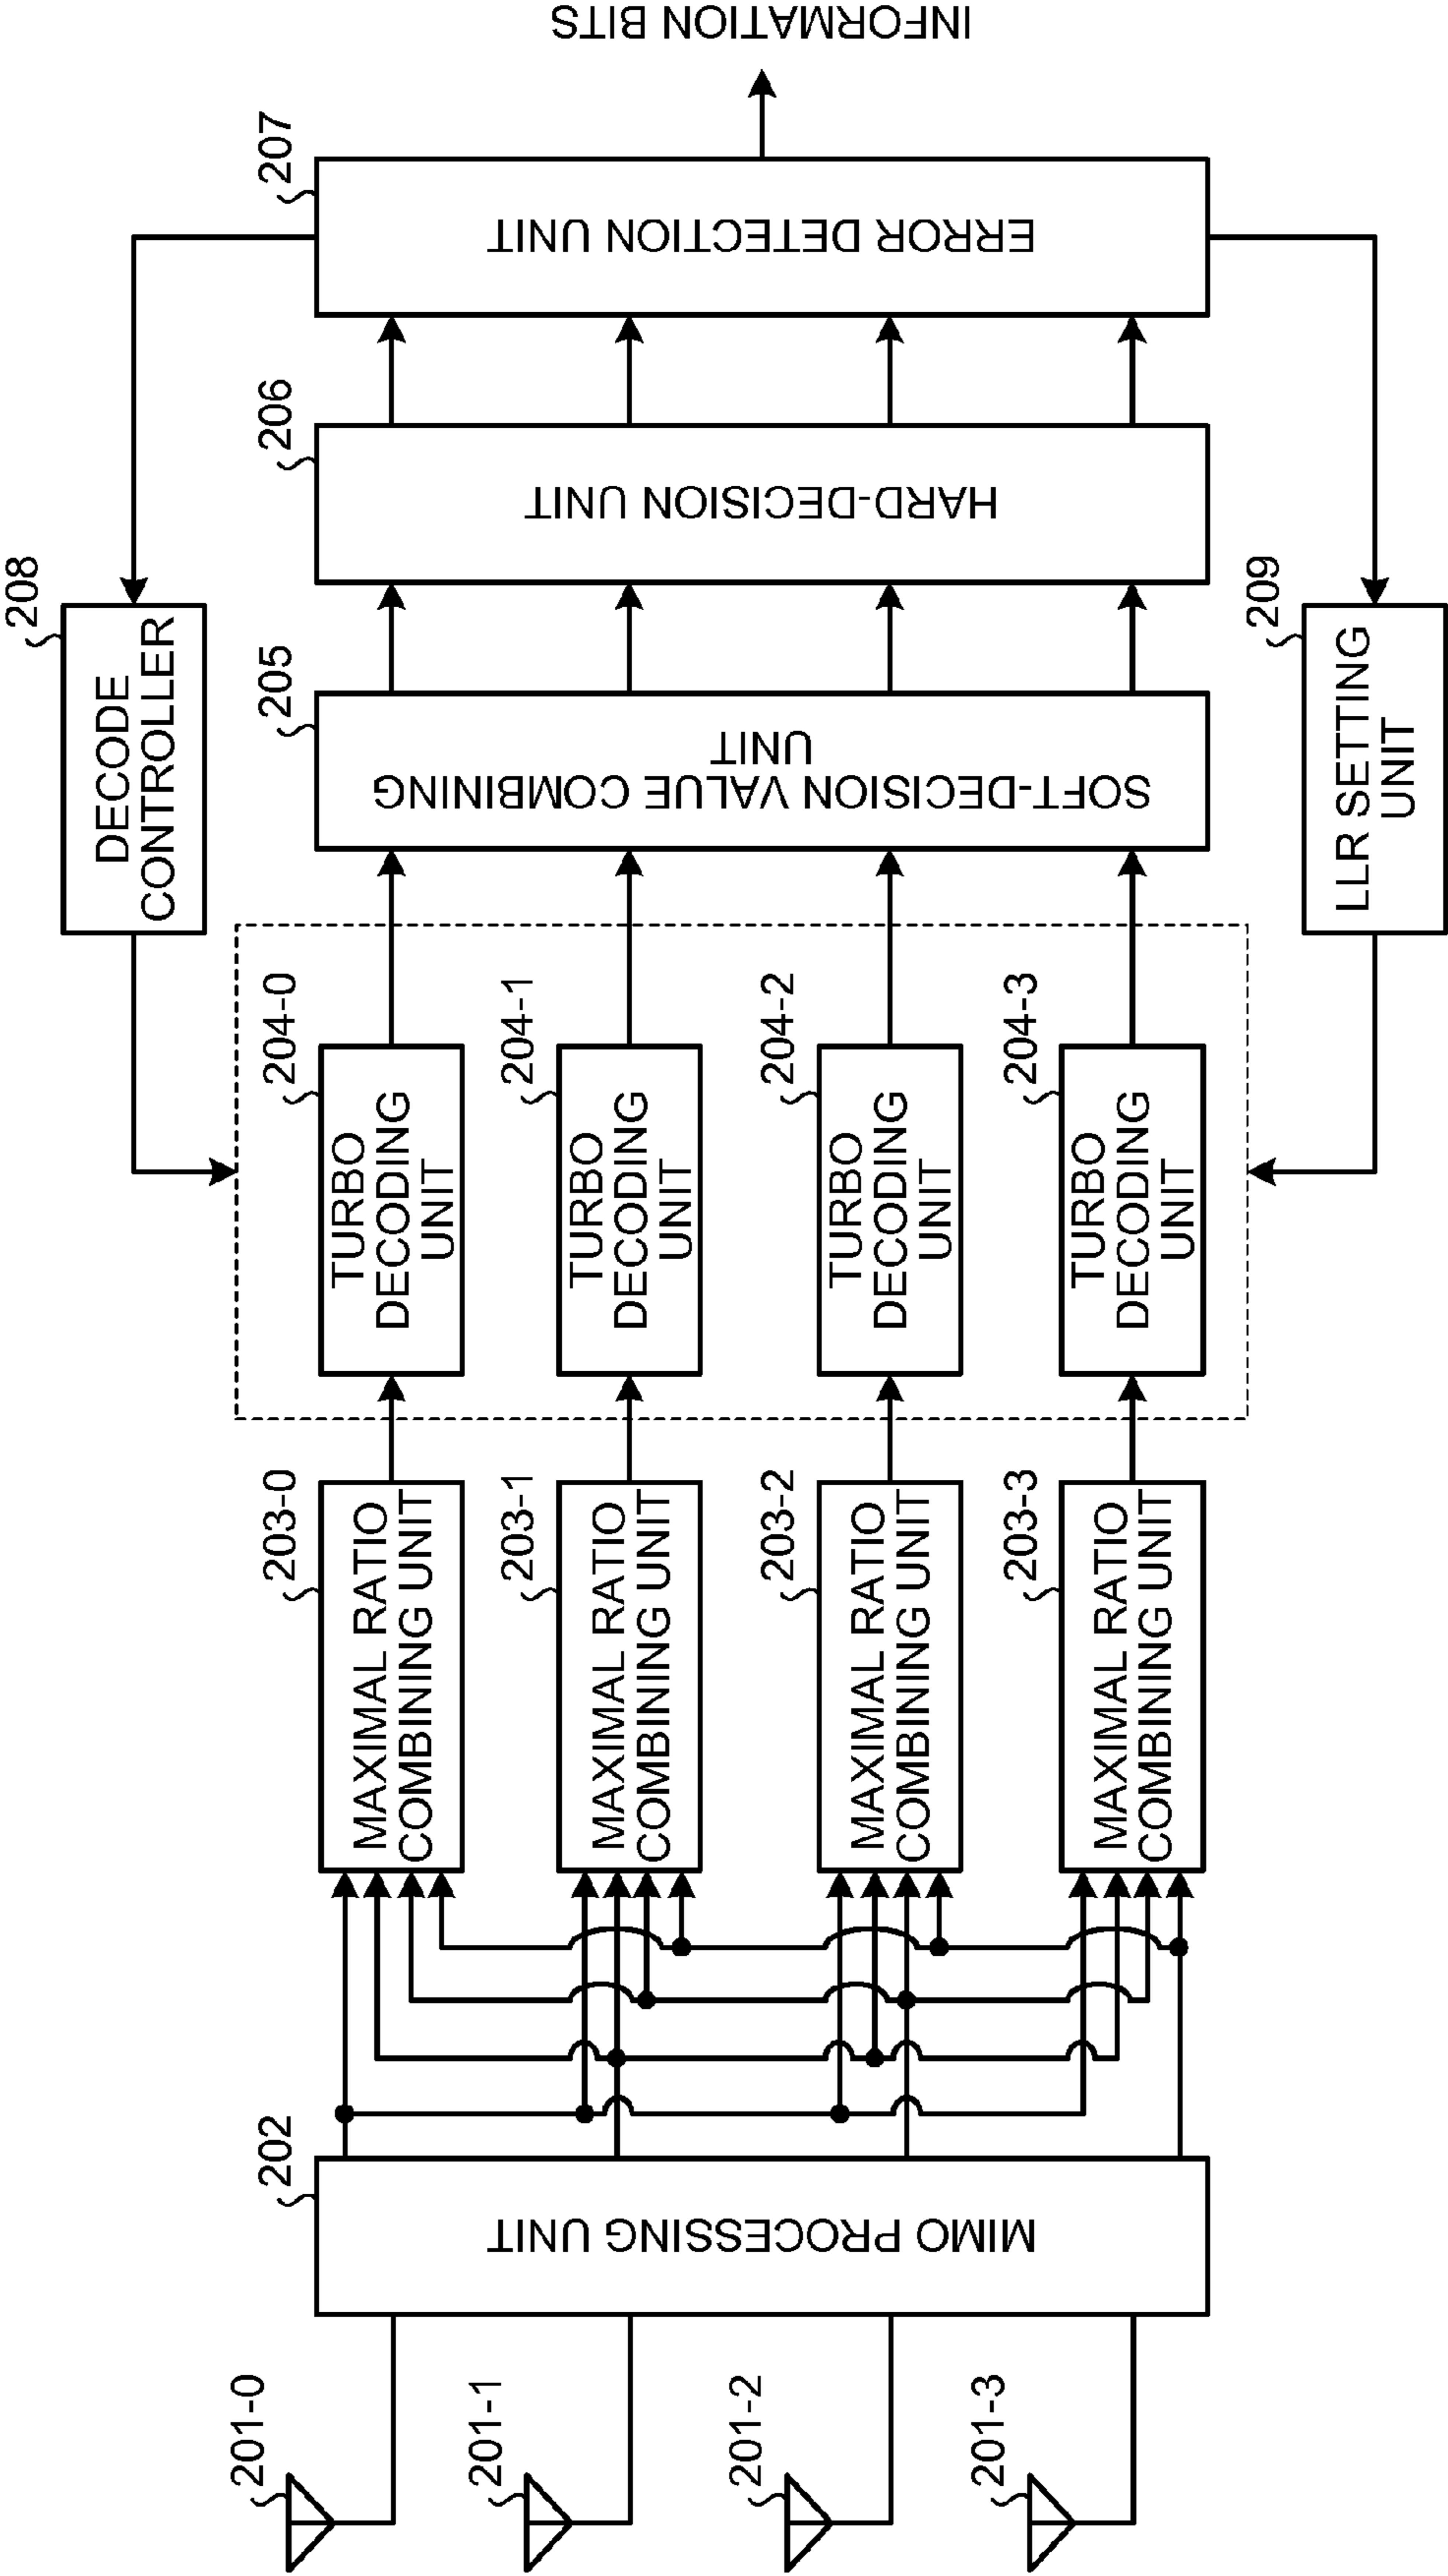 208
DECODE
CONTROLLER
201-0
201-1
201-2
201-3
202
MIMO PROCESSING UNIT
203-0
MAXIMAL RATIO
COMBINING UNIT
203-1
MAXIMAL RATIO
COMBINING UNIT
203-2
MAXIMAL RATIO
COMBINING UNIT
203-3
MAXIMAL RATIO
COMBINING UNIT
204-0
TURBO
DECODING
UNIT
204-1
TURBO
DECODING
UNIT
204-2
TURBO
DECODING
UNIT
204-3
TURBO
DECODING
UNIT
205
SOFT-DECISION VALUE COMBINING
UNIT
206
HARD-DECISION UNIT
207
ERROR DETECTION UNIT
INFORMATION BITS
209
LLR SETTING
UNIT